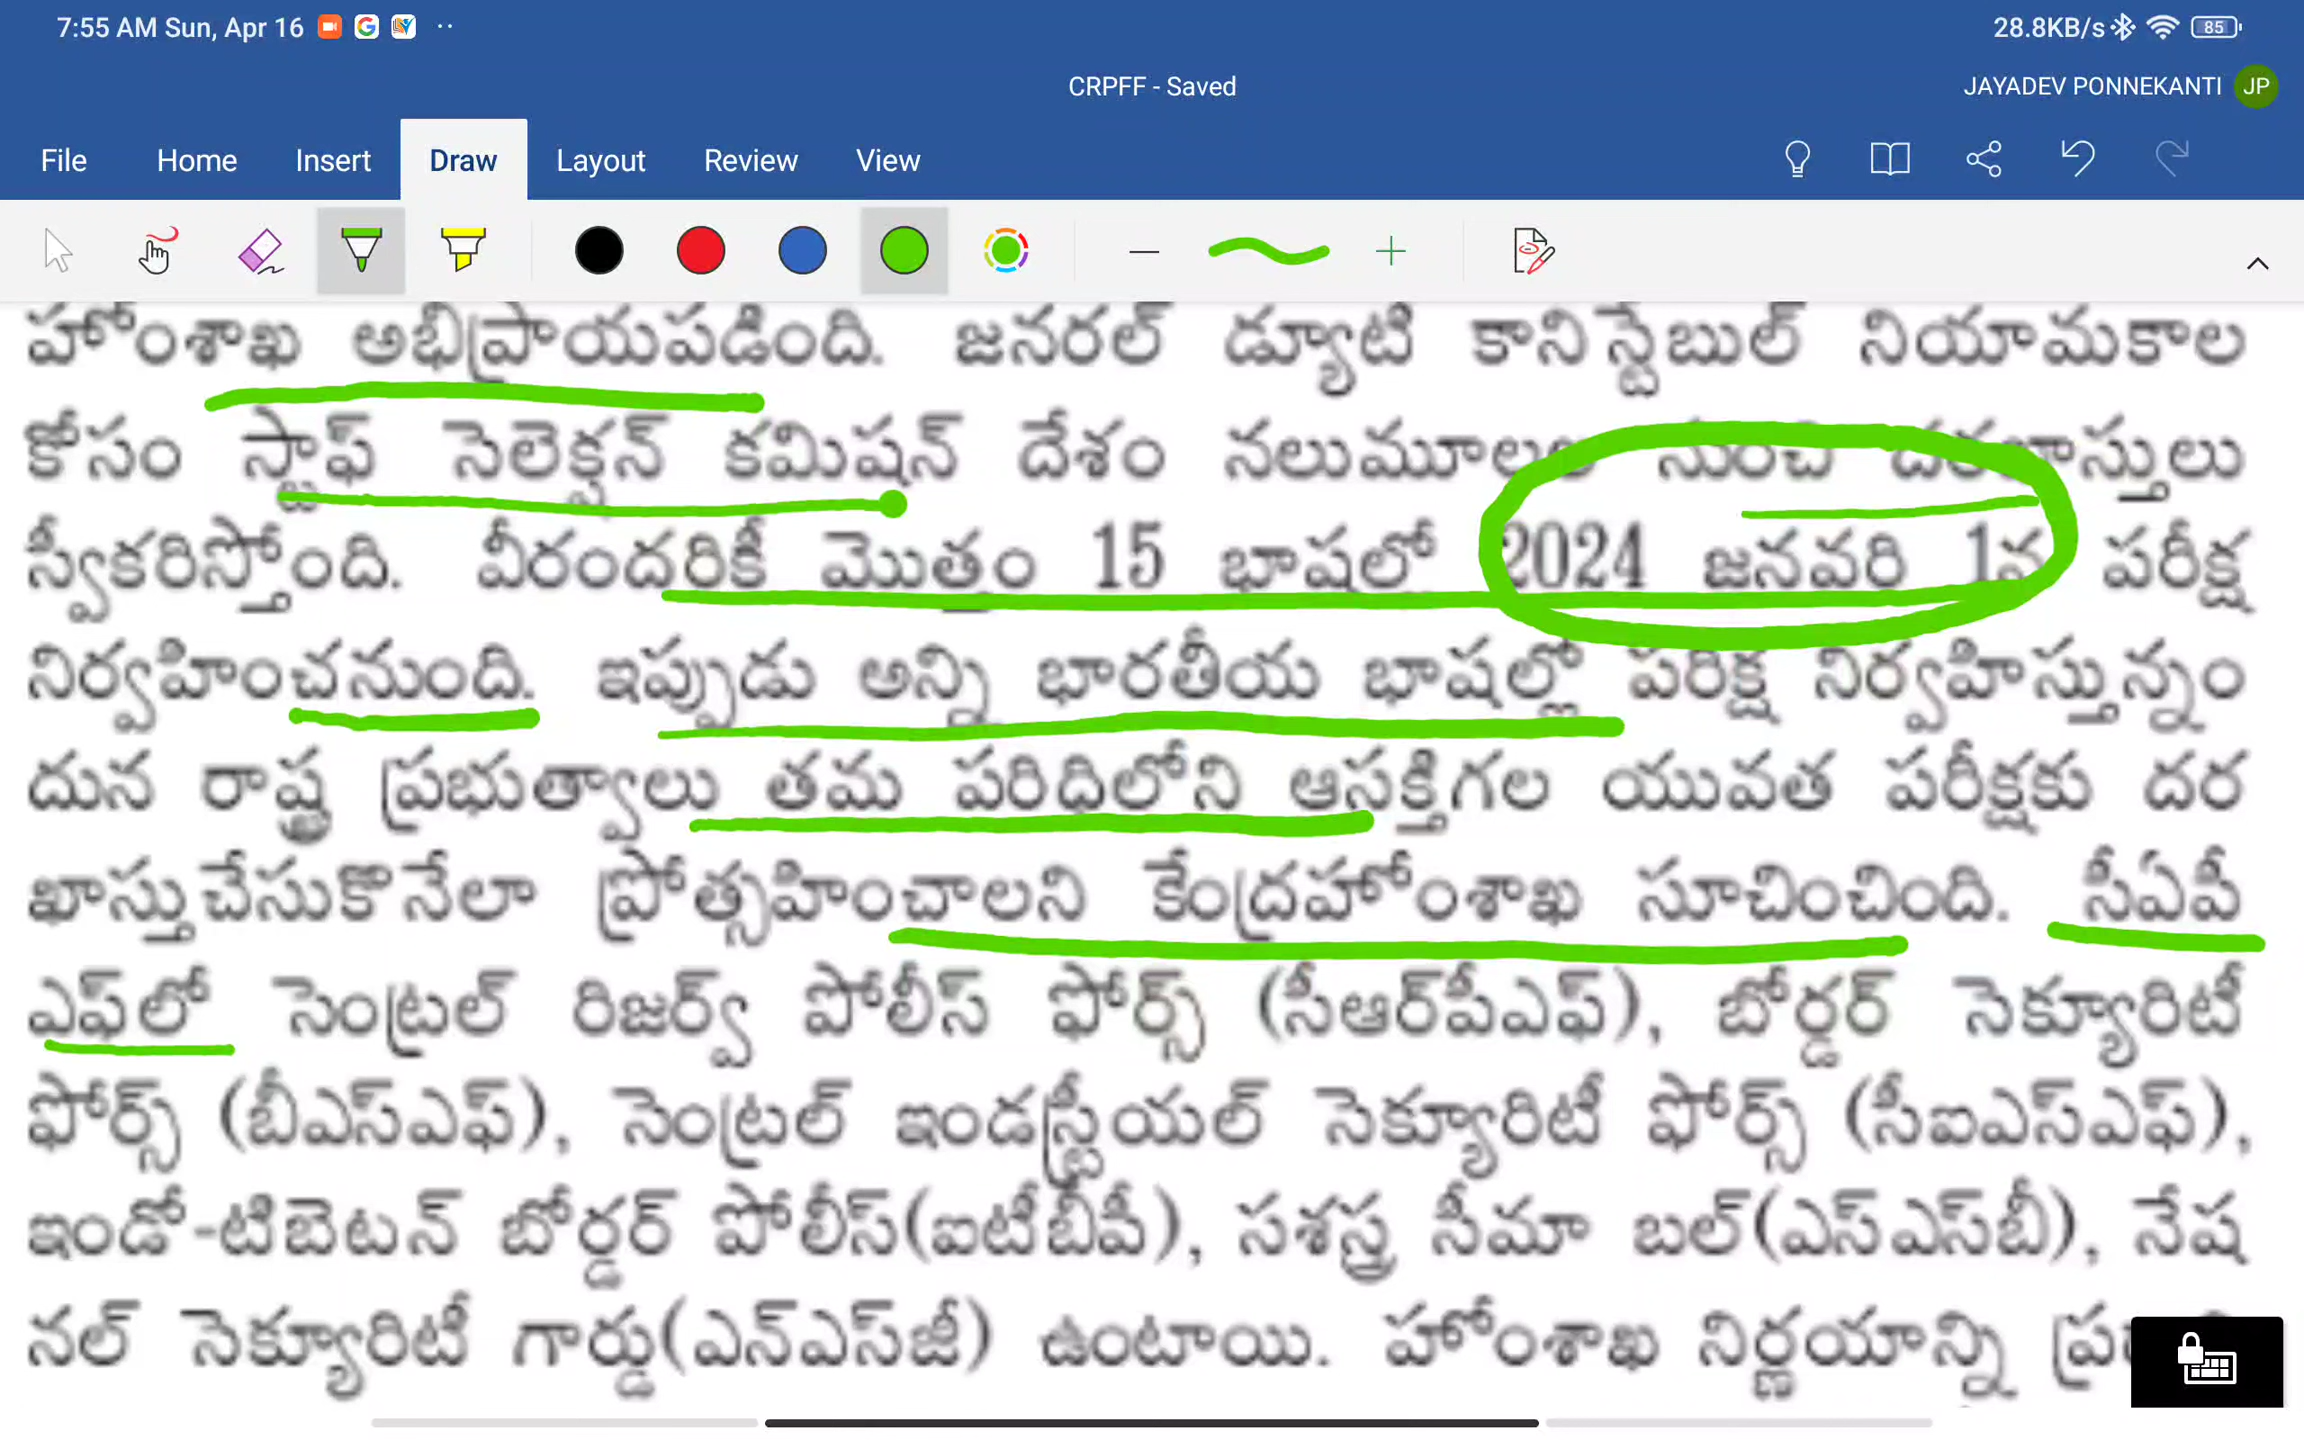 7:55 AM Sun, Apr 16
28.8KB/s 85
CRPFF - Saved
JAYADEV PONNEKANTI JP
File Home Insert Draw Layout Review View
హోంశాఖ అభిప్రాయపడింది. జనరల్ డ్యూటీ కానిస్టేబుల్ నియామకాల
కోసం స్టాఫ్ సెలెక్షన్ కమిషన్ దేశం నలుమూలల నుంచి దరఖాస్తులు
స్వీకరిస్తోంది. వీరందరికీ మొత్తం 15 భాషలో 2024 జనవరి 1న పరీక్ష
నిర్వహించనుంది. ఇప్పుడు అన్ని భారతీయ భాషల్లో పరీక్ష నిర్వహిస్తున్నం
దున రాష్ట్ర ప్రభుత్వాలు తమ పరిధిలోని ఆసక్తిగల యువత పరీక్షకు దర
ఖాస్తుచేసుకొనేలా ప్రోత్సహించాలని కేంద్రహోంశాఖ సూచించింది. సీఏపీ
ఎఫ్‌లో సెంట్రల్ రిజర్వ్ పోలీస్ ఫోర్స్ (సీఆర్‌పీఎఫ్), బోర్డర్ సెక్యూరిటీ
ఫోర్స్ (బీఎస్ఎఫ్), సెంట్రల్ ఇండస్ట్రీయల్ సెక్యూరిటీ ఫోర్స్ (సీఐఎస్ఎఫ్),
ఇండో-టిబెటన్ బోర్డర్ పోలీస్(ఐటీబీపీ), సశస్త్ర సీమా బల్(ఎస్ఎస్‌బీ), నేష
నల్ సెక్యూరిటీ గార్డు(ఎన్ఎస్‌జీ) ఉంటాయి. హోంశాఖ నిర్ణయాన్ని